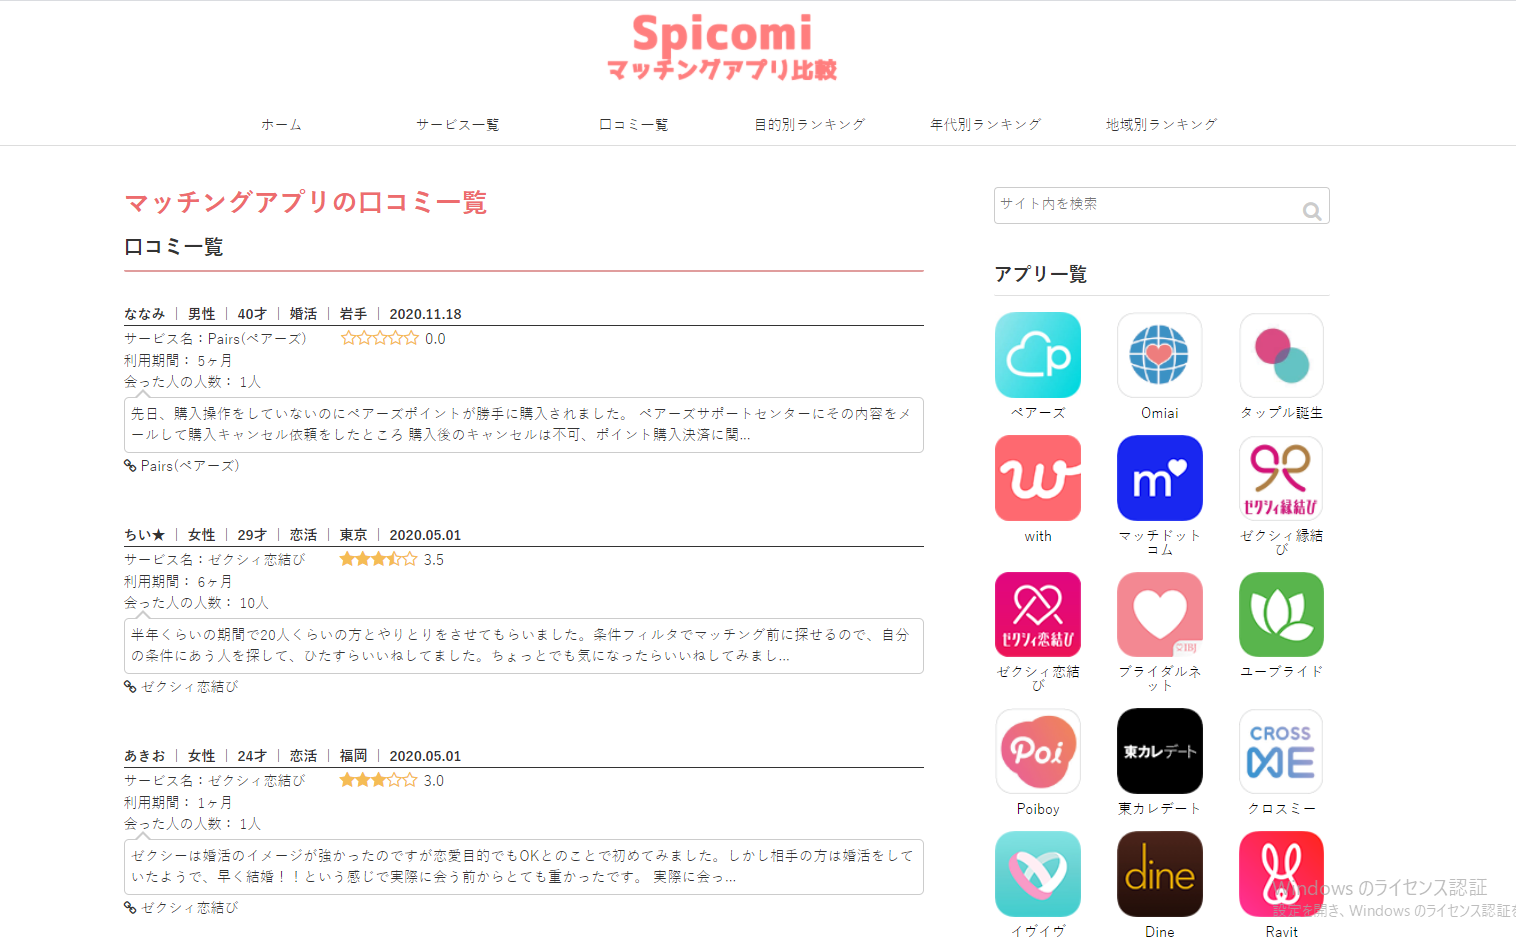 Spicomi
マッチングアプリ比較
ホーム
サービス一覧
口コミ一覧
目的別ランキング
年代別ランキング
地域別ランキング
マッチングアプリの口コミ一覧
口コミ一覧
ななみ ｜ 男性 ｜ 40才 ｜ 婚活 ｜ 岩手 ｜ 2020.11.18
サービス名：Pairs(ペアーズ) 0.0
利用期間： 5ヶ月
会った人の人数： 1人
先日、購入操作をしていないのにペアーズポイントが勝手に購入されました。 ペアーズサポートセンターにその内容をメ
ールして購入キャンセル依頼をしたところ 購入後のキャンセルは不可、ポイント購入決済に関...
Pairs(ペアーズ)
ちい★ ｜ 女性 ｜ 29才 ｜ 恋活 ｜ 東京 ｜ 2020.05.01
サービス名：ゼクシィ恋結び 3.5
利用期間： 6ヶ月
会った人の人数： 10人
半年くらいの期間で20人くらいの方とやりとりをさせてもらいました。条件フィルタでマッチング前に探せるので、自分
の条件にあう人を探して、ひたすらいいねしてました。ちょっとでも気になったらいいねしてみまし...
ゼクシィ恋結び
あきお ｜ 女性 ｜ 24才 ｜ 恋活 ｜ 福岡 ｜ 2020.05.01
サービス名：ゼクシィ恋結び 3.0
利用期間： 1ヶ月
会った人の人数： 1人
ゼクシーは婚活のイメージが強かったのですが恋愛目的でもOKとのことで初めてみました。しかし相手の方は婚活をして
いたようで、早く結婚！！という感じで実際に会う前からとても重かったです。 実際に会っ...
ゼクシィ恋結び
サイト内を検索
アプリ一覧
p
ペアーズ
Omiai
タップル誕生
w
with
m
マッチドット
コム
ゼクシィ縁結び
ゼクシィ縁結
び
ゼクシィ恋結び
ゼクシィ恋結
び
IBJ
ブライダルネ
ット
ユーブライド
Poi
Poiboy
東カレデート
東カレデート
CROSS
ME
クロスミー
イヴイヴ
dine
Dine
Ravit
Windows のライセンス認証
設定を開き、Windows のライセンス認証を